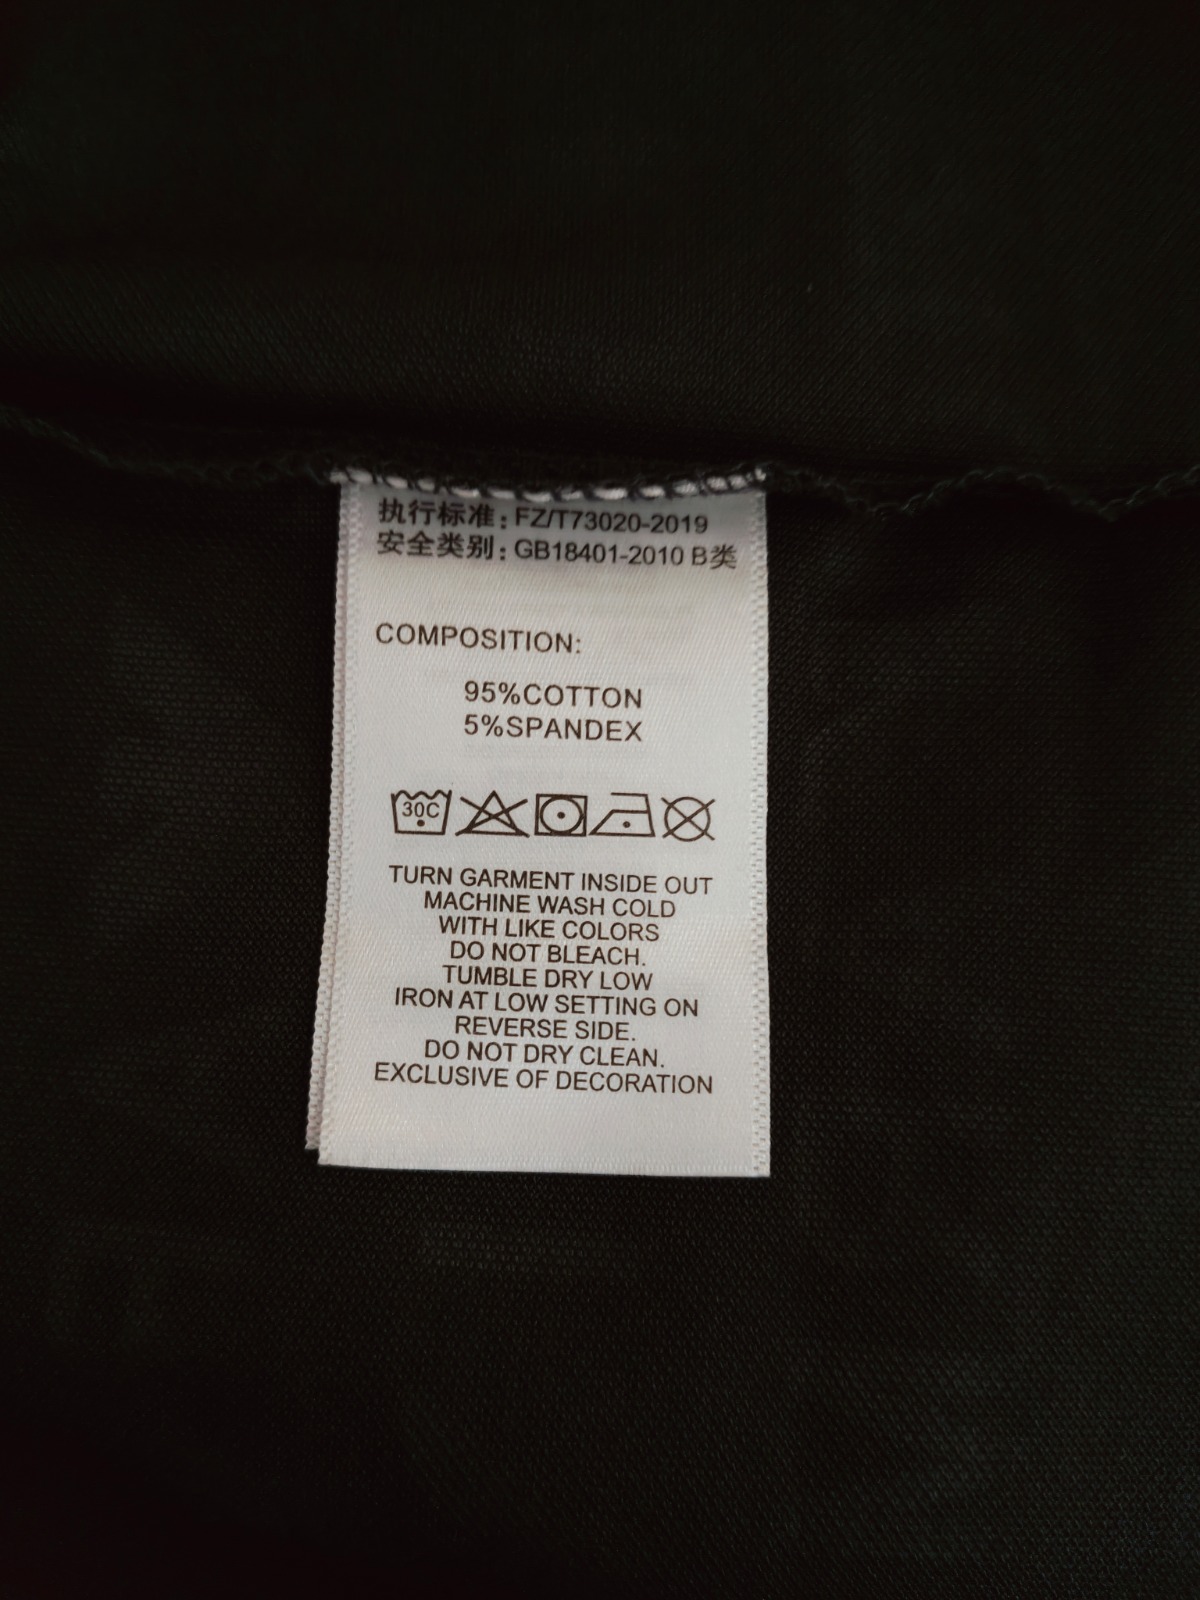 执行标准：FZ/T73020-2019
安全类别：GB18401-2010 B类
COMPOSITION:
95%COTTON
5%SPANDEX
30C
TURN GARMENT INSIDE OUT
MACHINE WASH COLD
WITH LIKE COLORS
DO NOT BLEACH.
TUMBLE DRY LOW
IRON AT LOW SETTING ON
REVERSE SIDE.
DO NOT DRY CLEAN.
EXCLUSIVE OF DECORATION